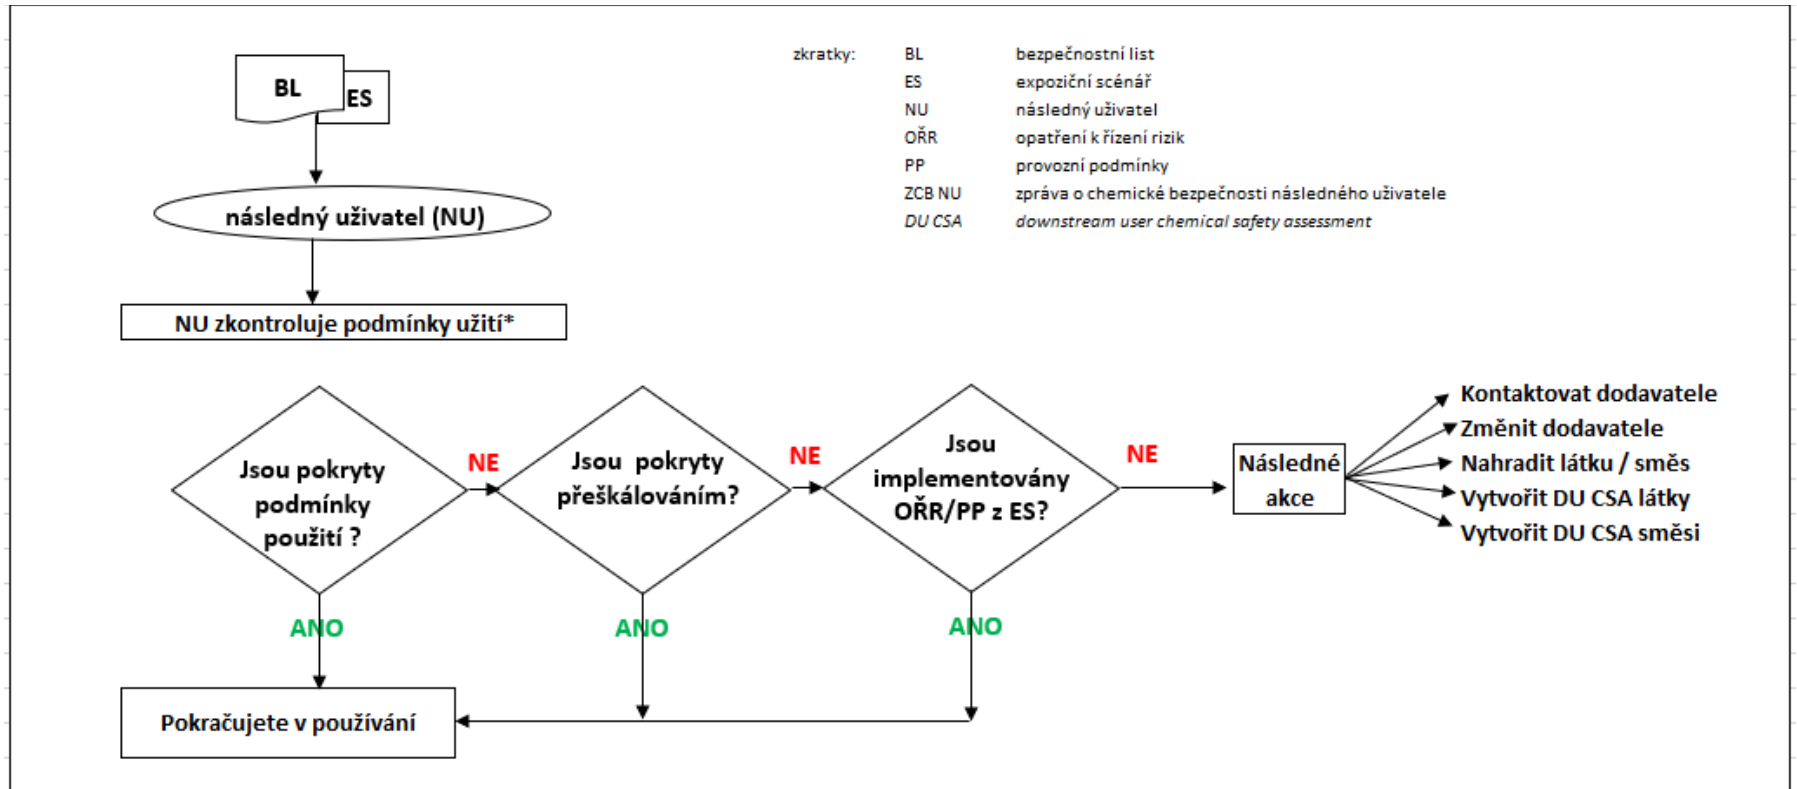 BL
ES
zkratky: BL bezpečnostní list
ES expoziční scénář
NU následný uživatel
OŘR opatření k řízení rizik
PP provozní podmínky
ZCB NU zpráva o chemické bezpečnosti následného uživatele
DU CSA downstream user chemical safety assessment
následný uživatel (NU)
NU zkontroluje podmínky užití*
Jsou pokryty
podmínky
použití ?
NE
Jsou pokryty
přeškálováním?
NE
Jsou
implementovány
OŘR/PP z ES?
NE
Následné
akce
Kontaktovat dodavatele
Změnit dodavatele
Nahradit látku / směs
Vytvořit DU CSA látky
Vytvořit DU CSA směsi
ANO
ANO
ANO
Pokračujete v používání